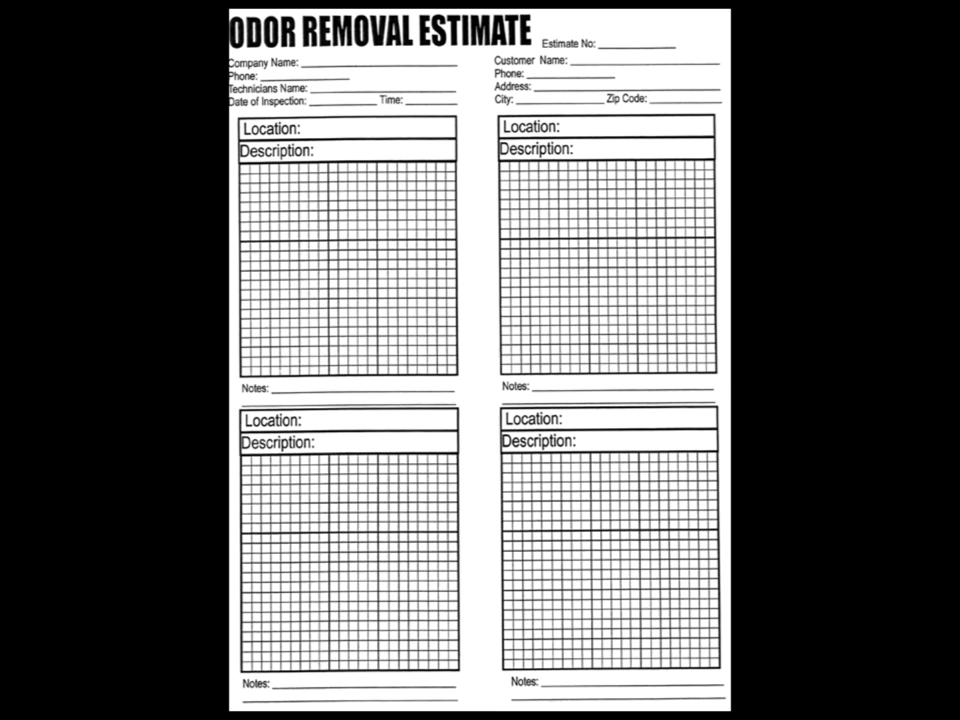 ODOR REMOVAL ESTIMATE Estimate No:
Company Name:
Phone:
Technicians Name:
Date of Inspection: Time:
Customer Name:
Phone:
Address:
City: Zip Code:
Location:
Description:
Notes:
Location:
Description:
Notes:
Location:
Description:
Notes:
Location:
Description:
Notes: